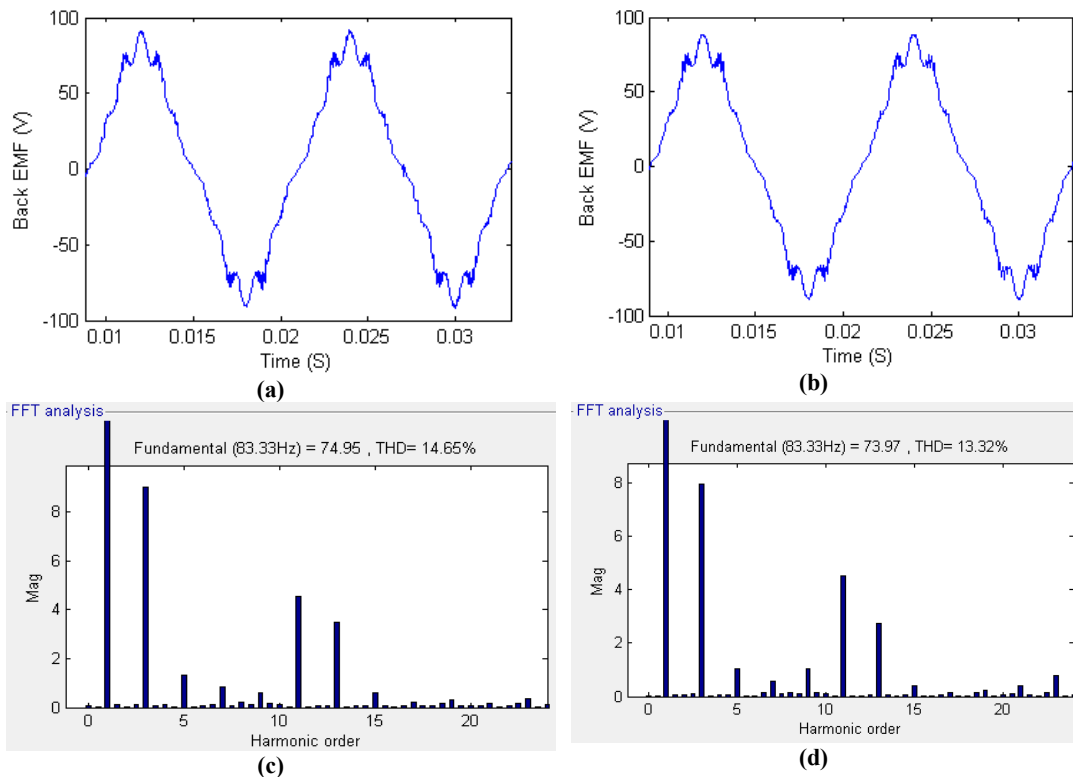 100
50
0
-50
-100
Back EMF (V)
0.01 0.015 0.02 0.025 0.03
Time (S)
(a)
100
50
0
-50
-100
Back EMF (V)
0.01 0.015 0.02 0.025 0.03
Time (S)
(b)
FFT analysis
Fundamental (83.33Hz) = 74.95 , THD= 14.65%
8
6
4
2
0
Mag
0 5 10 15 20
Harmonic order
(c)
FFT analysis
Fundamental (83.33Hz) = 73.97 , THD= 13.32%
8
6
4
2
0
Mag
0 5 10 15 20
Harmonic order
(d)